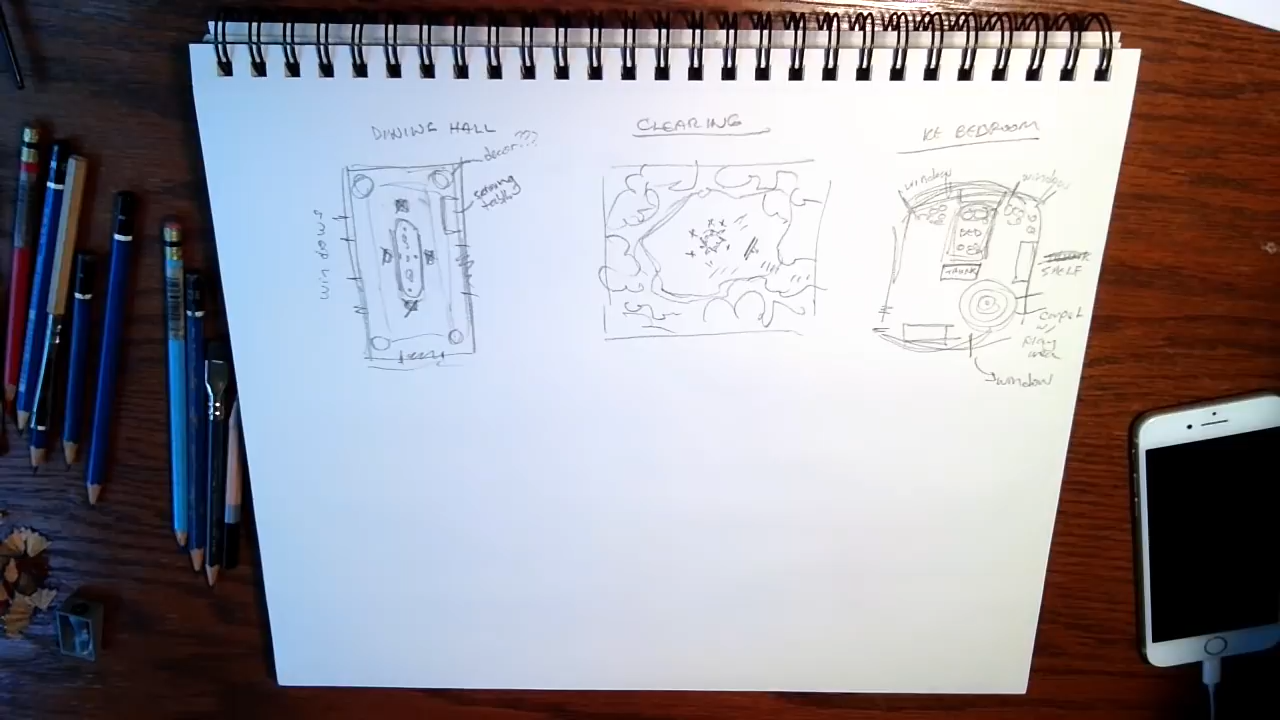 DINING HALL
decor???
serving
table
windows
CLEARING
KE BEDROOM
window
window
BED
TRUNK
SHELF
carpet
w/
play
area
window